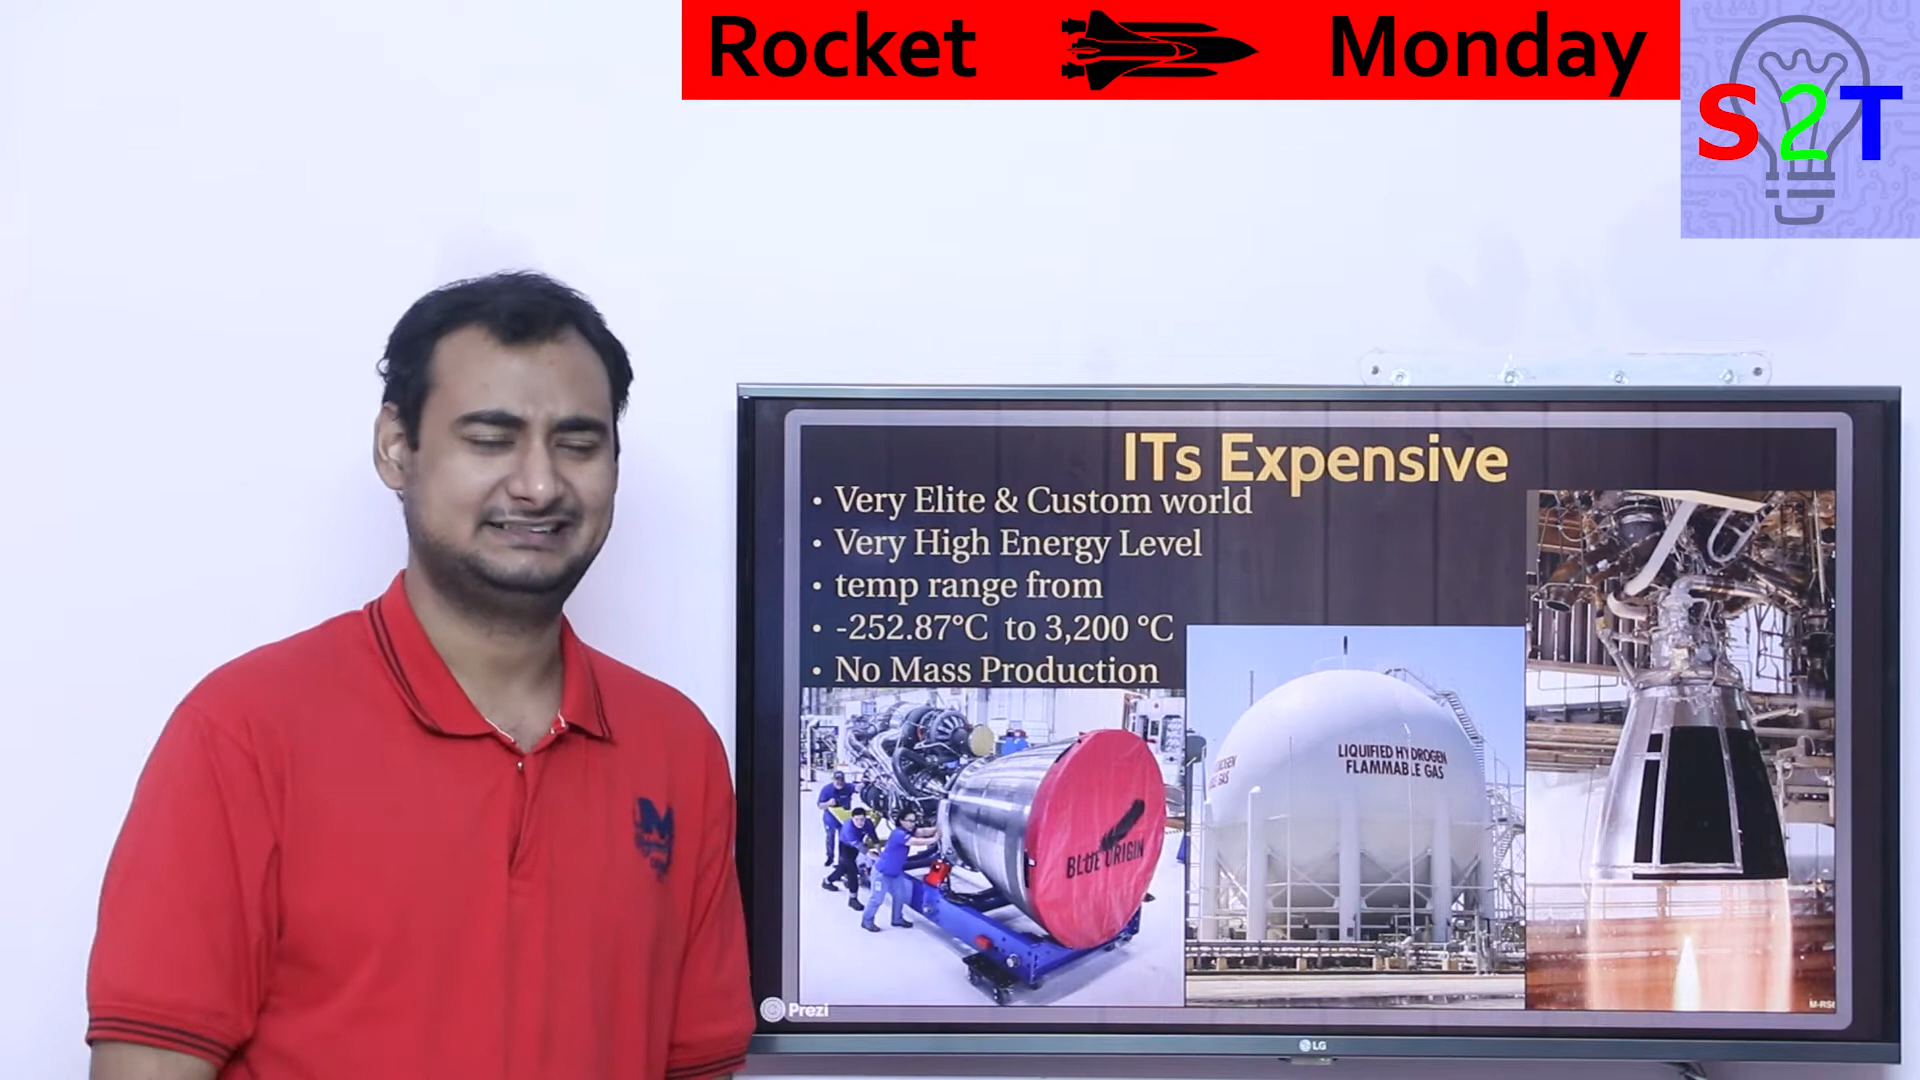 Rocket Monday
S2T
ITs Expensive
• Very Elite & Custom world
• Very High Energy Level
• temp range from
• -252.87°C to 3,200 °C
• No Mass Production
LIQUIFIED HYDROGEN
FLAMMABLE GAS
BLUE ORIGIN
Prezi
LG